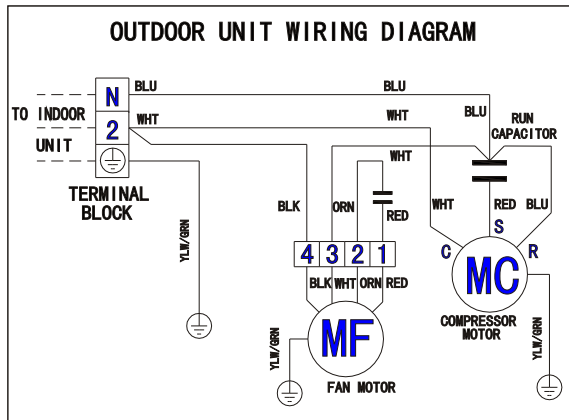 OUTDOOR UNIT WIRING DIAGRAM
N BLU BLU
TO INDOOR
UNIT
2 WHT WHT
BLU
RUN
CAPACITOR
WHT
TERMINAL
BLOCK
YLW/GRN
BLK
ORN
RED
WHT
RED
BLU
S
C
R
4 3 2 1
MC
BLK WHT ORN RED
COMPRESSOR
MOTOR
YLW/GRN
MF
YLW/GRN
FAN MOTOR